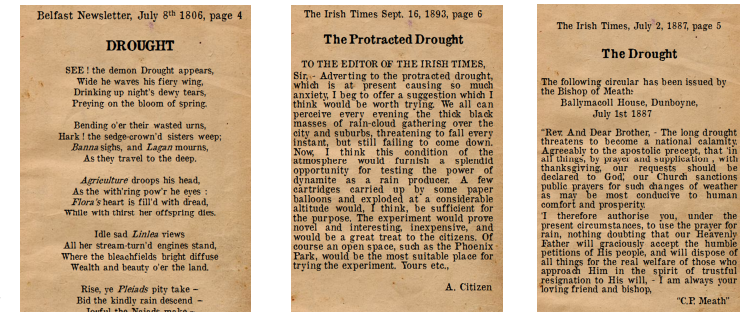 Belfast Newsletter, July 8th 1806, page 4
DROUGHT
SEE ! the demon Drought appears,
Wide he waves his fiery wing,
Drinking up night's dewy tears,
Preying on the bloom of spring.
Bending o'er their wasted urns,
Hark ! the sedge-crown'd sisters weep;
Banna sighs, and Lagan mourns,
As they travel to the deep.
Agriculture droops his head,
As the with'ring pow'r he eyes :
Flora's heart is fill'd with dread,
While with thirst her offspring dies.
Idle sad Linlea views
All her stream-turn'd engines stand,
Where the bleachfields bright diffuse
Wealth and beauty o'er the land.
Rise, ye Pleiads pity take –
Bid the kindly rain descend –
Joyful the Naiads make –
The Irish Times Sept. 16, 1893, page 6
The Protracted Drought
TO THE EDITOR OF THE IRISH TIMES,
Sir, - Adverting to the protracted drought,
which is at present causing so much
anxiety, I beg to offer a suggestion which I
think would be worth trying. We all can
perceive every evening the thick black
masses of rain-cloud gathering over the
city and suburbs, threatening to fall every
instant, but still failing to come down.
Now, I think this condition of the
atmosphere would furnish a splendid
opportunity for testing the power of
dynamite as a rain producer. A few
cartridges carried up by some paper
balloons and exploded at a considerable
altitude would, I think, be sufficient for
the purpose. The experiment would prove
novel and interesting, inexpensive, and
would be a great treat to the citizens. Of
course an open space, such as the Phoenix
Park, would be the most suitable place for
trying the experiment. Yours etc.,
A. Citizen
The Irish Times, July 2, 1887, page 5
The Drought
The following circular has been issued by
the Bishop of Meath:
Ballymacoll House, Dunboyne,
July 1st 1887
"Rev. And Dear Brother, - The long drought
threatens to become a national calamity.
Agreeably to the apostolic precept, that 'in
all things, by prayer and supplication , with
thanksgiving, our requests should be
declared to God', our Church sanctions
public prayers for such changes of weather
as may be most conducive to human
comfort and prosperity.
'I therefore authorise you, under the
present circumstances, to use the prayer for
rain, nothing doubting that our Heavenly
Father will graciously accept the humble
petitions of His people, and will dispose of
all things for the real welfare of those who
approach Him in the spirit of trustful
resignation to His will, - I am always your
loving friend and bishop,
"C.P. Meath"